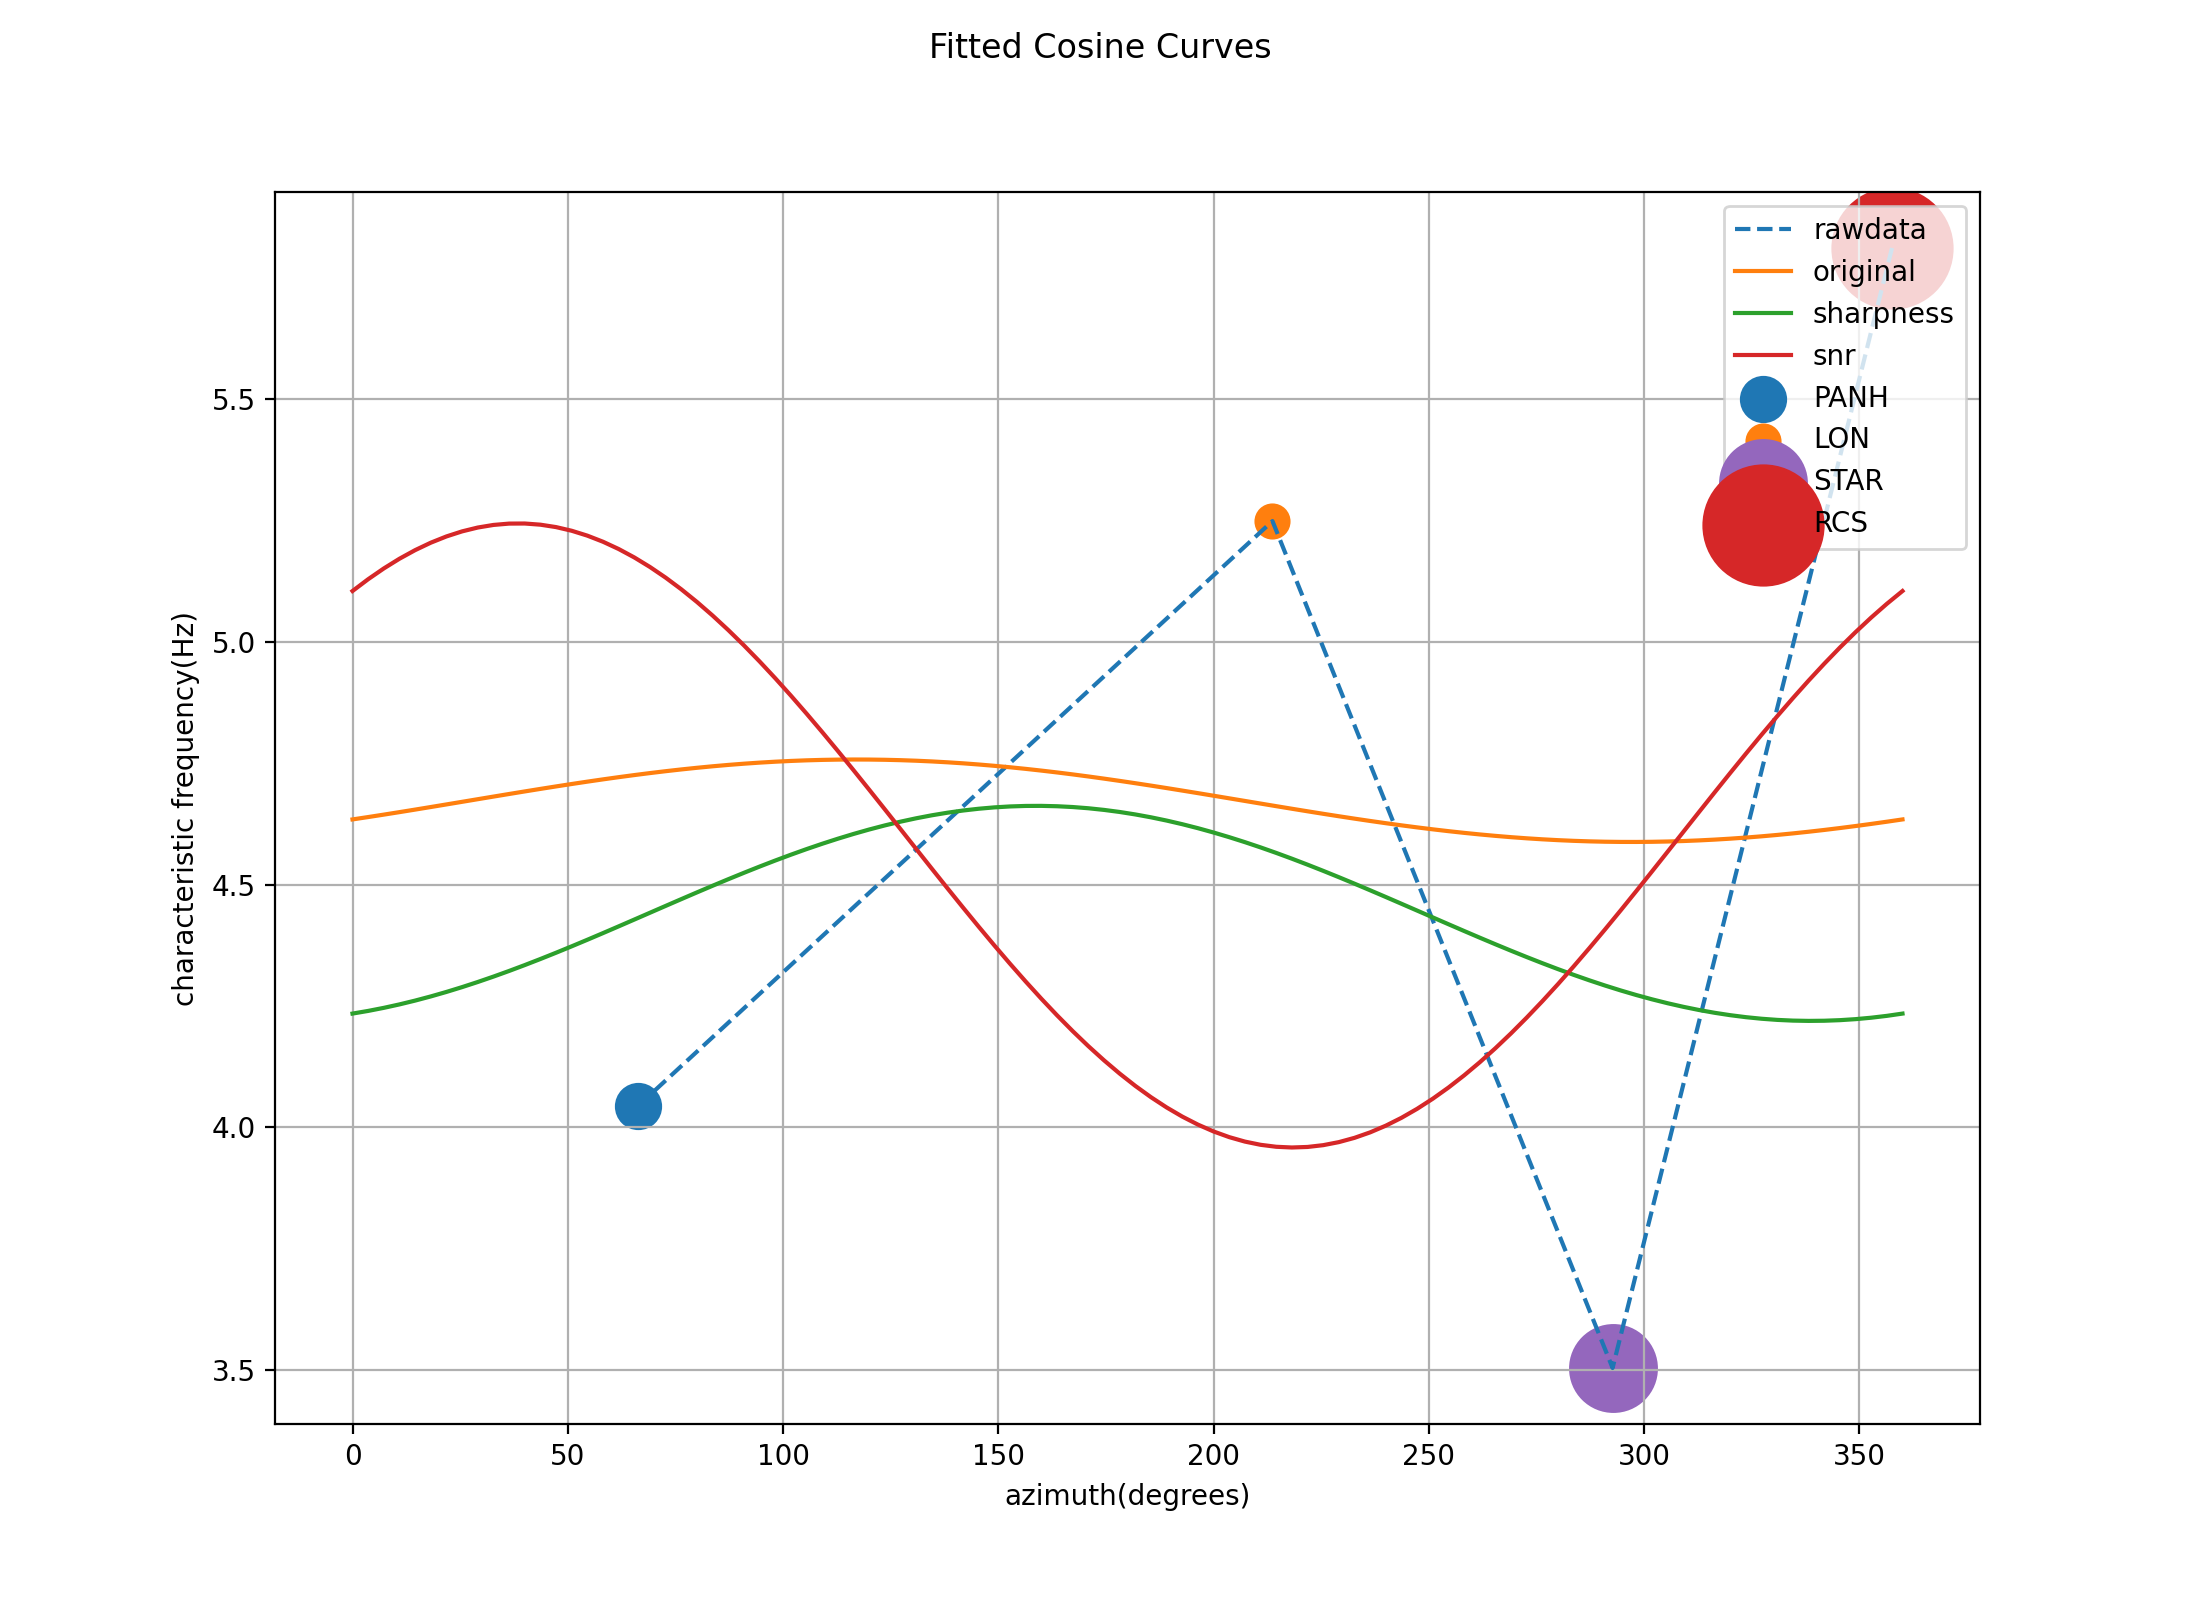 Fitted Cosine Curves
rawdata
original
sharpness
snr
PANH
LON
STAR
RCS
characteristic frequency(Hz)
5.5
5.0
4.5
4.0
3.5
0 50 100 150 200 250 300 350
azimuth(degrees)